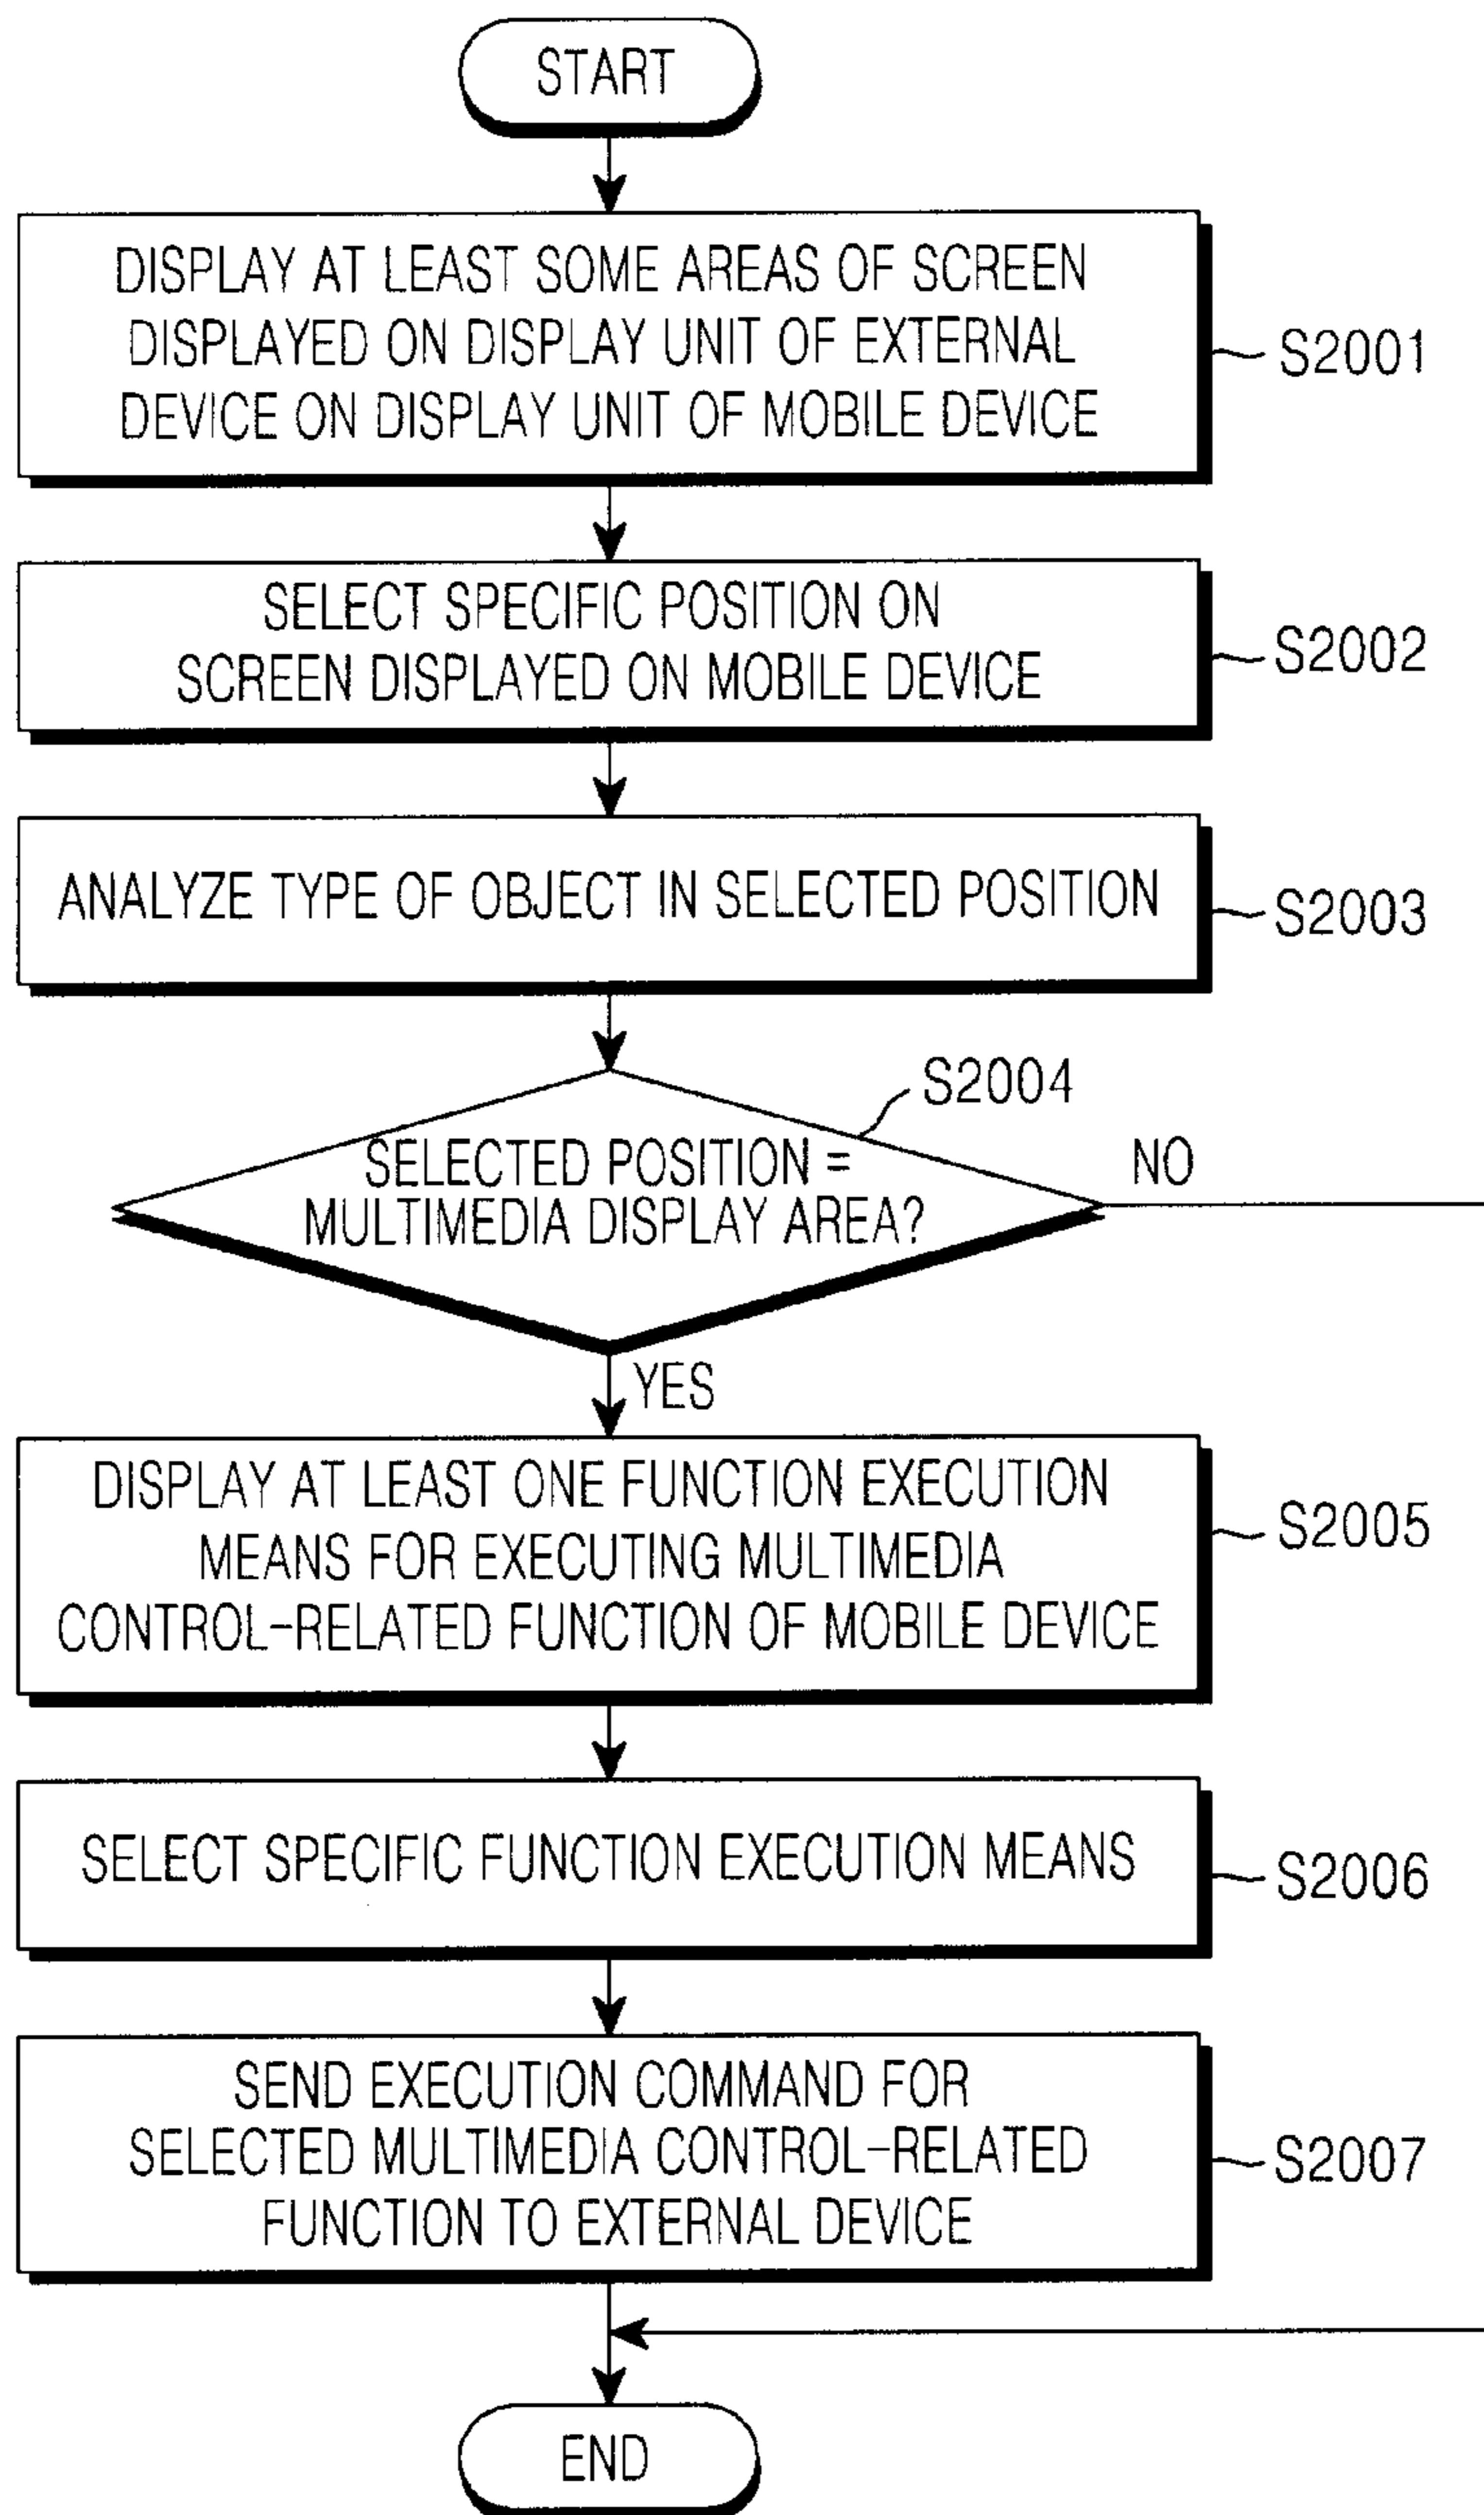 START
DISPLAY AT LEAST SOME AREAS OF SCREEN
DISPLAYED ON DISPLAY UNIT OF EXTERNAL
DEVICE ON DISPLAY UNIT OF MOBILE DEVICE
S2001
SELECT SPECIFIC POSITION ON
SCREEN DISPLAYED ON MOBILE DEVICE
S2002
ANALYZE TYPE OF OBJECT IN SELECTED POSITION
S2003
S2004
SELECTED POSITION =
MULTIMEDIA DISPLAY AREA?
NO
YES
DISPLAY AT LEAST ONE FUNCTION EXECUTION
MEANS FOR EXECUTING MULTIMEDIA
CONTROL-RELATED FUNCTION OF MOBILE DEVICE
S2005
SELECT SPECIFIC FUNCTION EXECUTION MEANS
S2006
SEND EXECUTION COMMAND FOR
SELECTED MULTIMEDIA CONTROL-RELATED
FUNCTION TO EXTERNAL DEVICE
S2007
END